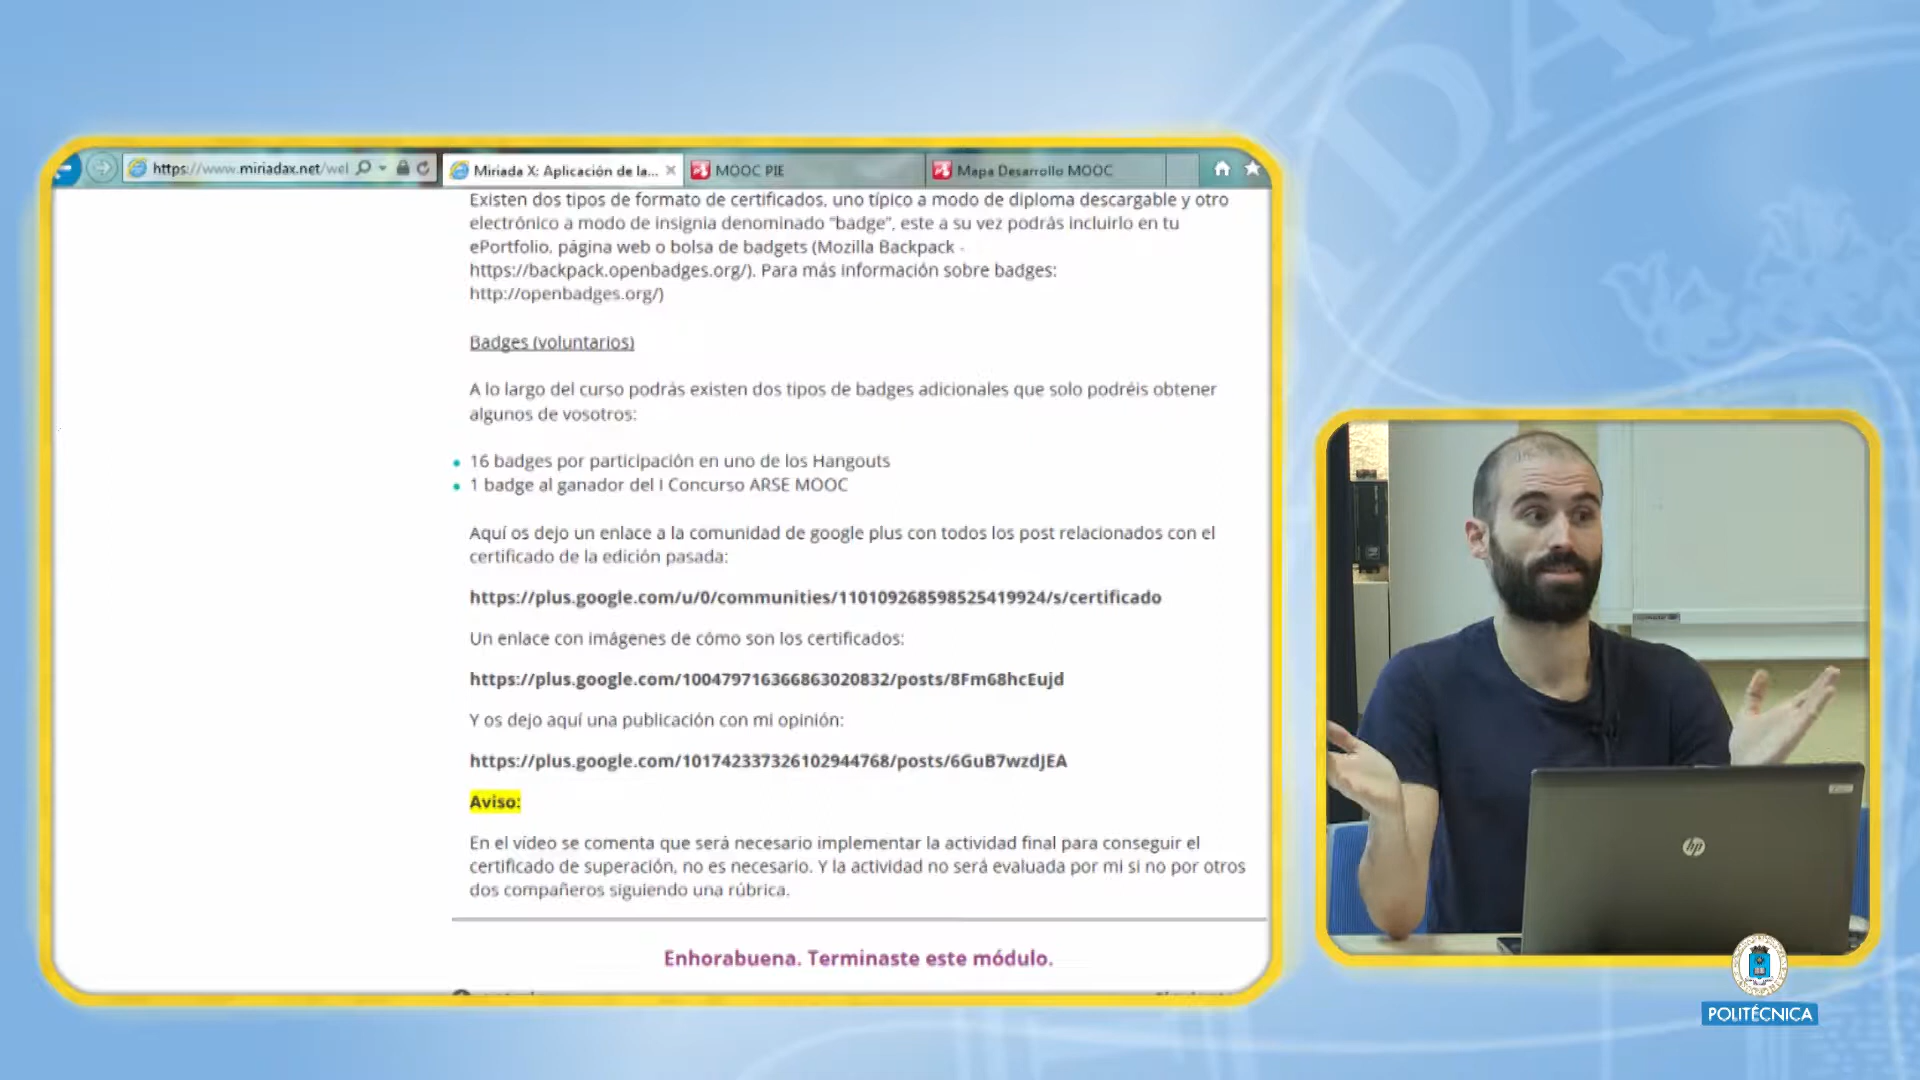 https://www.miriadax.net/wel
Miriada X: Aplicación de la...
MOOC PIE
Mapa Desarrollo MOOC
Existen dos tipos de formato de certificados, uno típico a modo de diploma descargable y otro
electrónico a modo de insignia denominado "badge", este a su vez podrás incluirlo en tu
ePortfolio, página web o bolsa de badgets (Mozilla Backpack -
https://backpack.openbadges.org/). Para más información sobre badges:
http://openbadges.org/)
Badges (voluntarios)
A lo largo del curso podrás existen dos tipos de badges adicionales que solo podréis obtener
algunos de vosotros:
16 badges por participación en uno de los Hangouts
1 badge al ganador del I Concurso ARSE MOOC
Aquí os dejo un enlace a la comunidad de google plus con todos los post relacionados con el
certificado de la edición pasada:
https://plus.google.com/u/0/communities/110109268598525419924/s/certificado
Un enlace con imágenes de cómo son los certificados:
https://plus.google.com/100479716366863020832/posts/8Fm68hcEujd
Y os dejo aquí una publicación con mi opinión:
https://plus.google.com/101742337326102944768/posts/6GuB7wzdJEA
Aviso:
En el vídeo se comenta que será necesario implementar la actividad final para conseguir el
certificado de superación, no es necesario. Y la actividad no será evaluada por mi si no por otros
dos compañeros siguiendo una rúbrica.
Enhorabuena. Terminaste este módulo.
hp
POLITÉCNICA